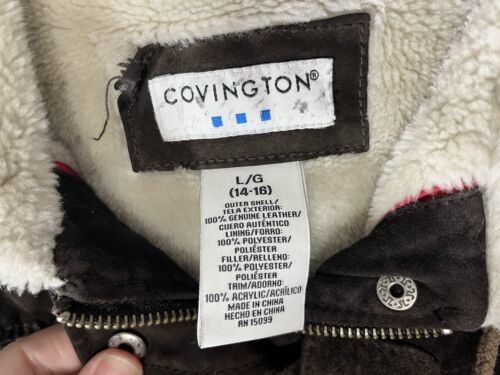 COVINGTON®
L/G
(14-16)
OUTER SHELL/
TELA EXTERIOR:
100% GENUINE LEATHER/
CUERO AUTÉNTICO
LINING/FORRO:
100% POLYESTER/
POLIÉSTER
FILLER/RELLENO:
100% POLYESTER/
POLIÉSTER
TRIM/ADORNO:
100% ACRYLIC/ACRÍLICO
MADE IN CHINA
HECHO EN CHINA
RN 15099